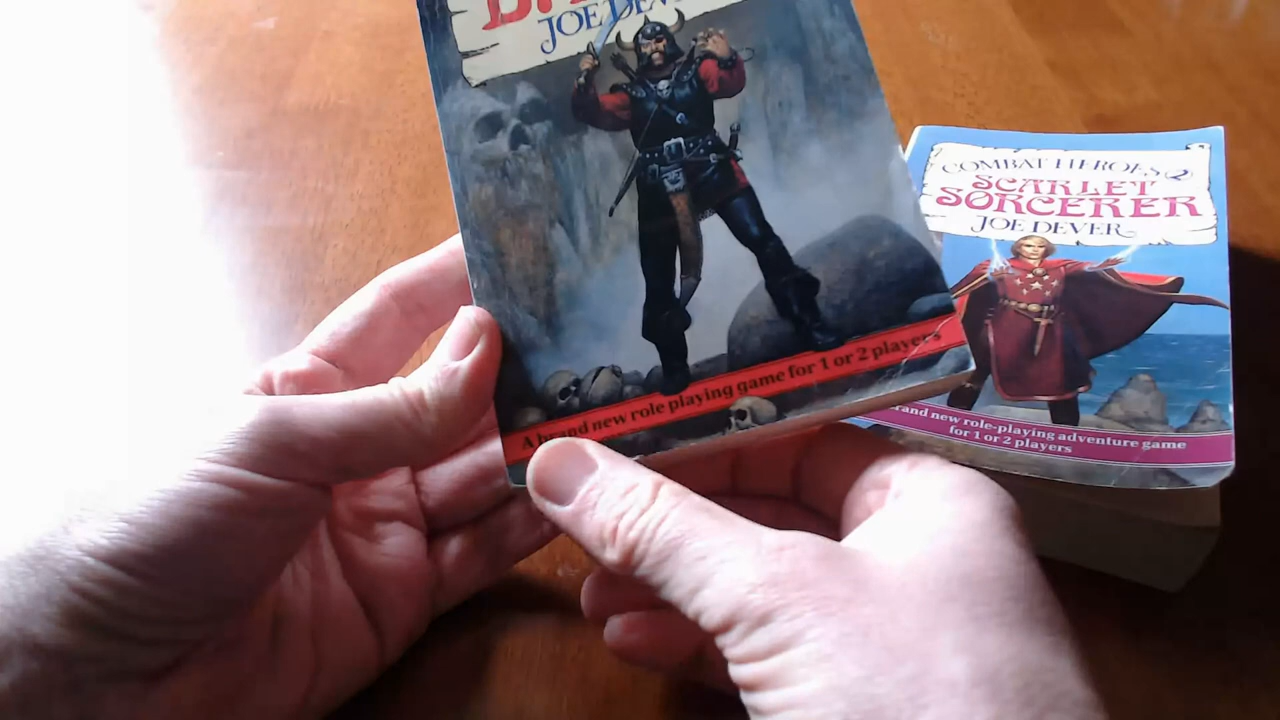 JOE DEV
A brand new role playing game for 1 or 2 players
COMBAT HEROES 2
SCARLET
SORCERER
JOE DEVER
brand new role-playing adventure game
for 1 or 2 players